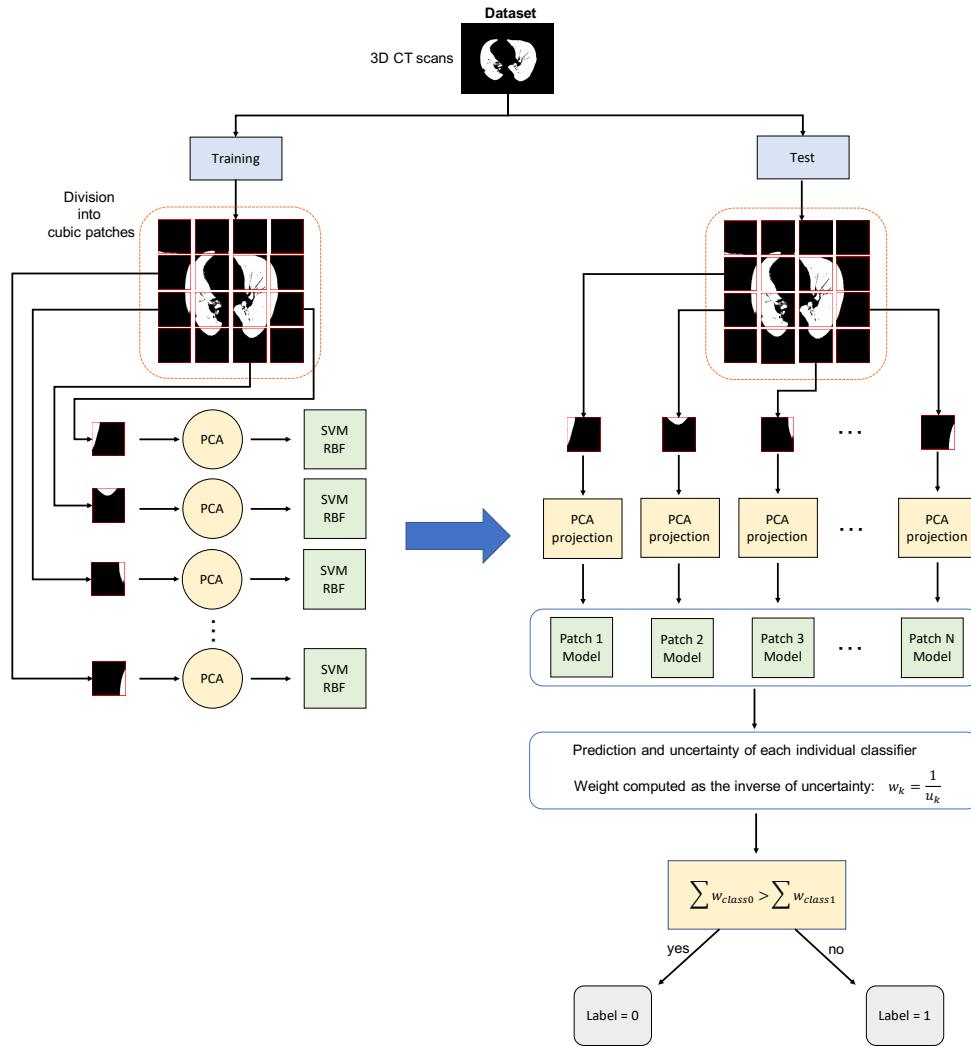 Dataset
3D CT scans
Training
Test
Division
into
cubic patches
PCA
SVM
RBF
PCA
SVM
RBF
PCA
SVM
RBF
PCA
SVM
RBF
...
PCA
projection
PCA
projection
PCA
projection
...
PCA
projection
Patch 1
Model
Patch 2
Model
Patch 3
Model
...
Patch N
Model
Prediction and uncertainty of each individual classifier
Weight computed as the inverse of uncertainty: w_k = 1/u_k
∑ w_class0 > ∑ w_class1
yes
no
Label = 0
Label = 1